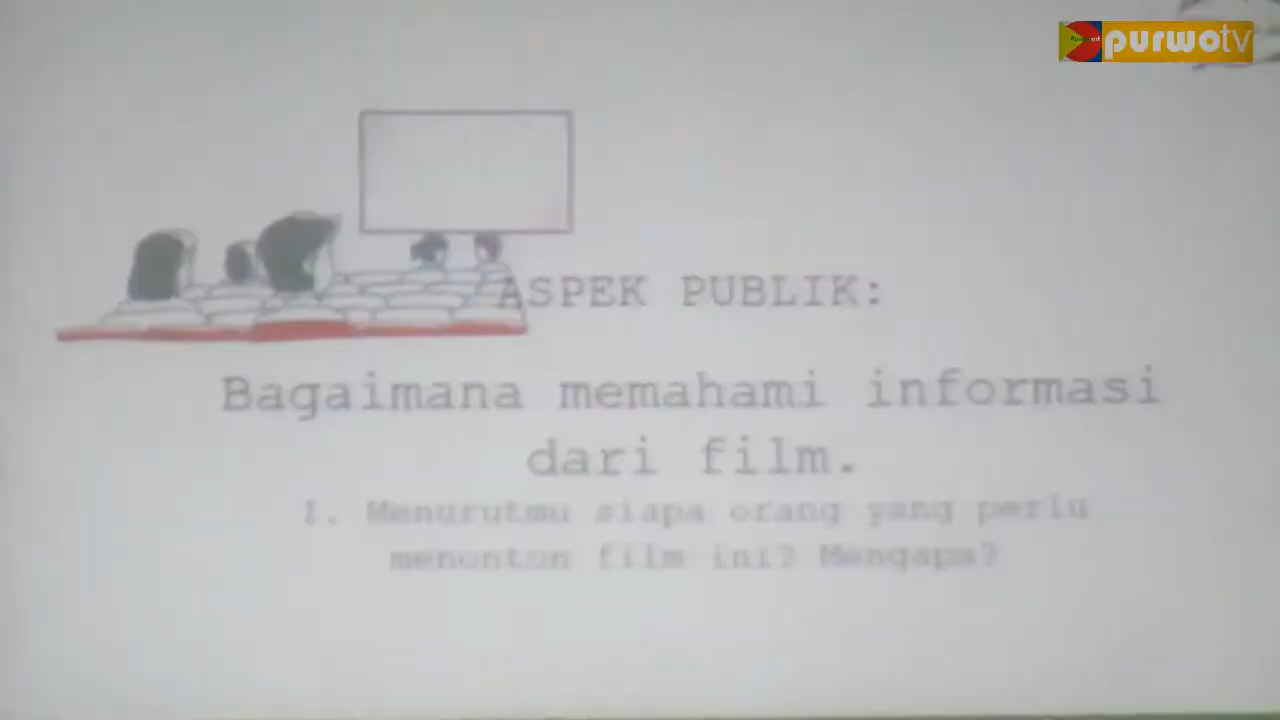 purwotv
ASPEK PUBLIK:
Bagaimana memahami informasi
dari film.
1. Menurutmu siapa orang yang perlu
menonton film ini? Mengapa?